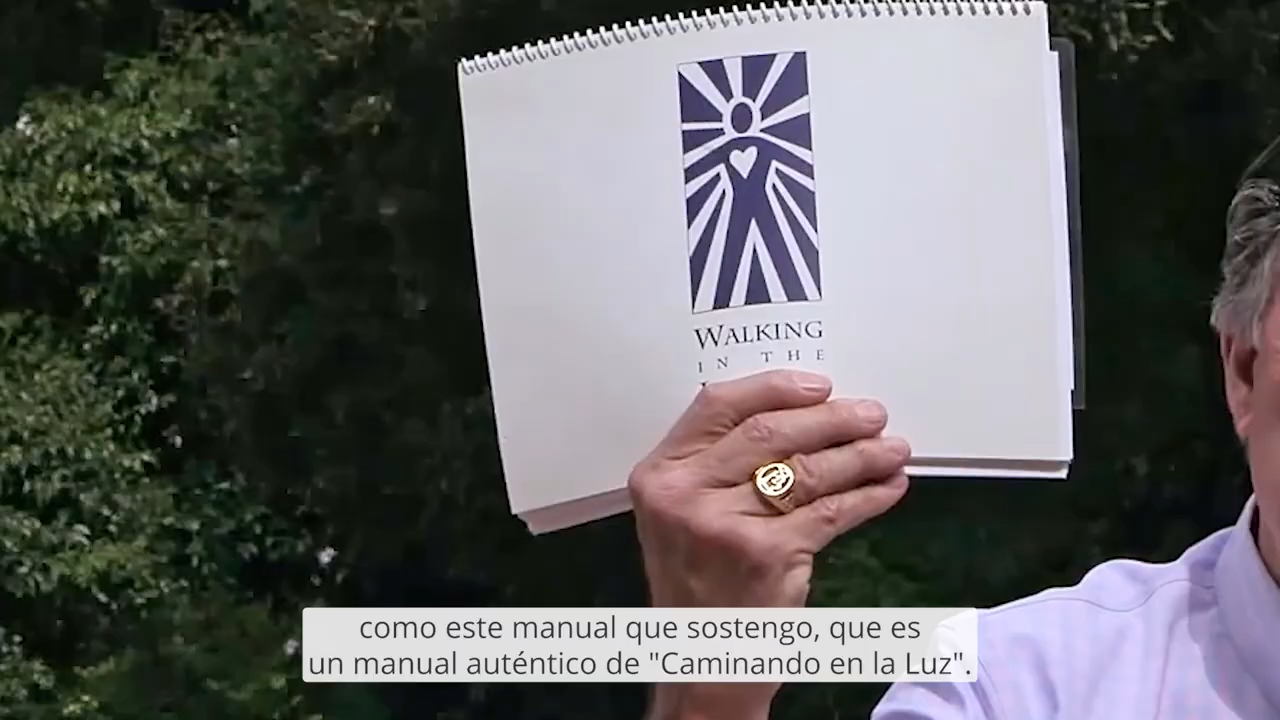 WALKING
IN THE
como este manual que sostengo, que es
un manual auténtico de "Caminando en la Luz".